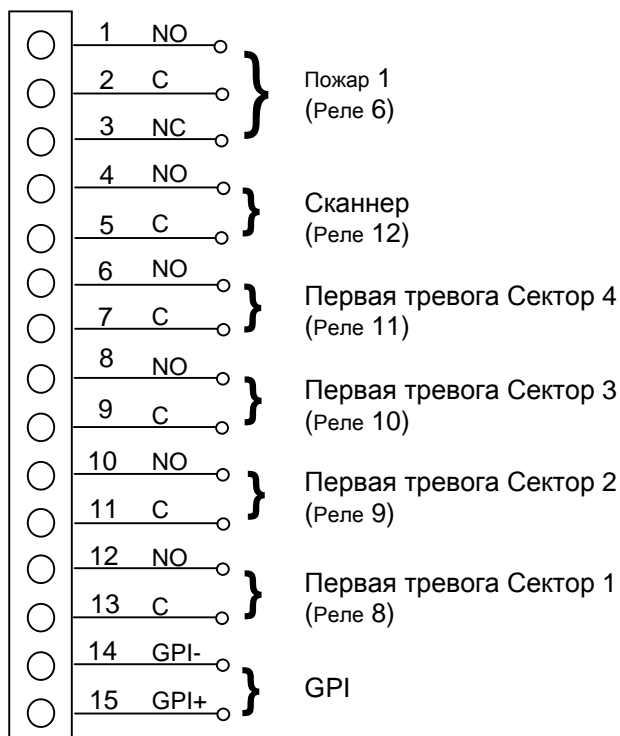 1 NO
2 C
3 NC
Пожар 1
(Реле 6)
4 NO
5 C
Сканнер
(Реле 12)
6 NO
7 C
Первая тревога Сектор 4
(Реле 11)
8 NO
9 C
Первая тревога Сектор 3
(Реле 10)
10 NO
11 C
Первая тревога Сектор 2
(Реле 9)
12 NO
13 C
Первая тревога Сектор 1
(Реле 8)
14 GPI-
15 GPI+
GPI